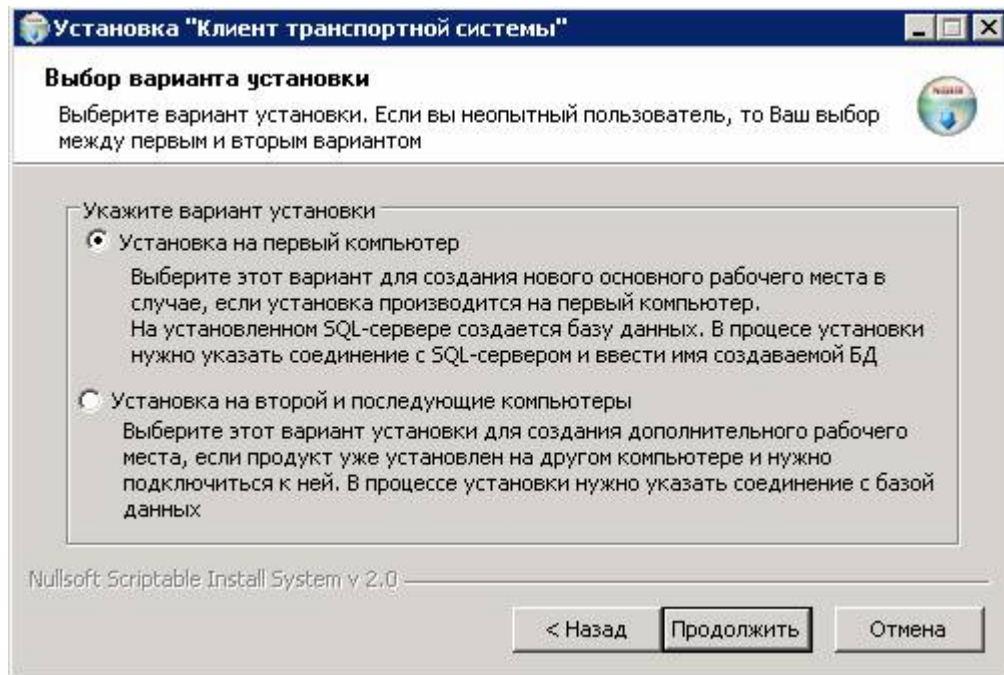 Установка "Клиент транспортной системы"
Выбор варианта установки
Выберите вариант установки. Если вы неопытный пользователь, то Ваш выбор
между первым и вторым вариантом
Укажите вариант установки
Установка на первый компьютер
Выберите этот вариант для создания нового основного рабочего места в
случае, если установка производится на первый компьютер.
На установленном SQL-сервере создается базу данных. В процесе установки
нужно указать соединение с SQL-сервером и ввести имя создаваемой БД
Установка на второй и последующие компьютеры
Выберите этот вариант установки для создания дополнительного рабочего
места, если продукт уже установлен на другом компьютере и нужно
подключиться к ней. В процессе установки нужно указать соединение с базой
данных
Nullsoft Scriptable Install System v 2.0
< Назад
Продолжить
Отмена